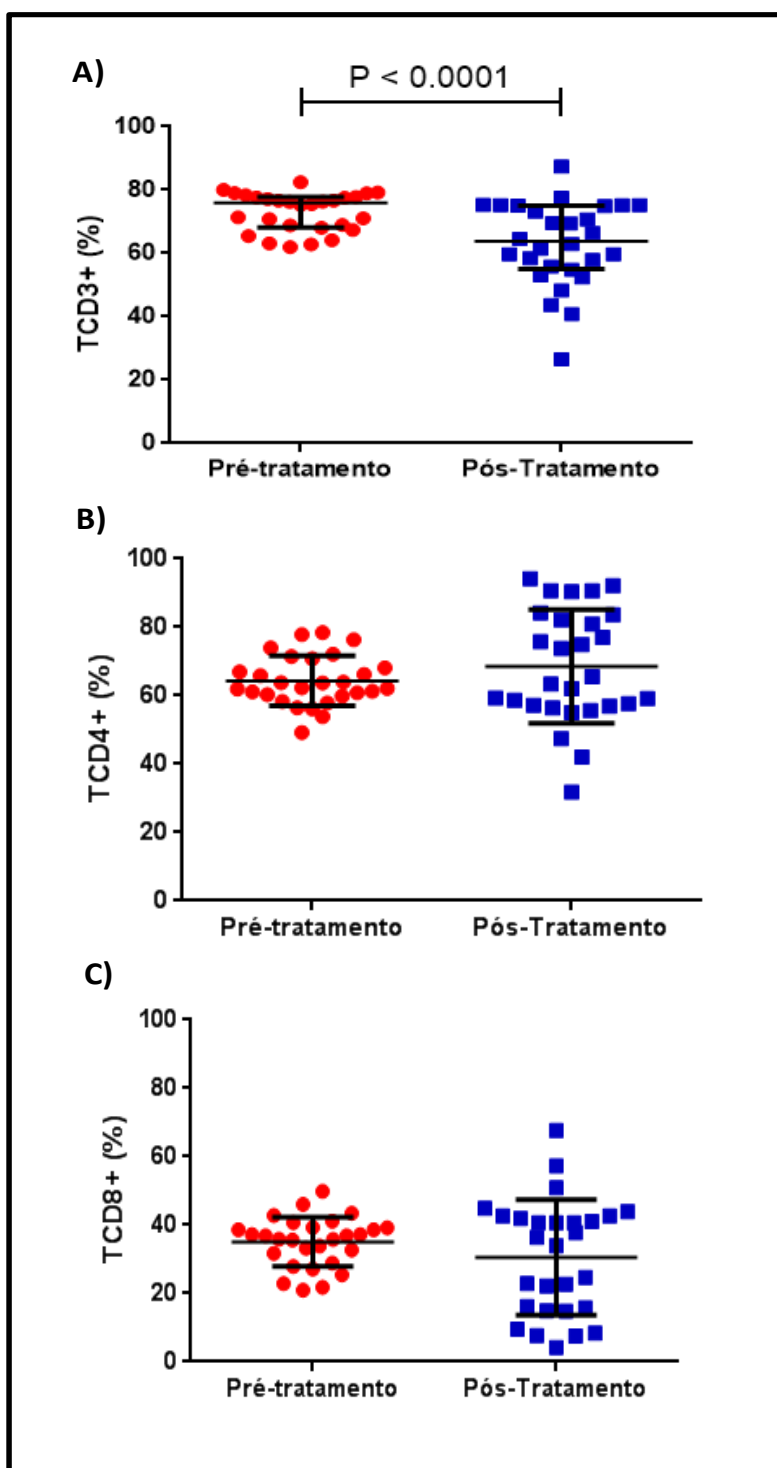 A)
P < 0.0001
100
80
60
40
20
0
TCD3+ (%)
Pré-tratamento Pós-Tratamento
B)
100
80
60
40
20
0
TCD4+ (%)
Pré-tratamento Pós-Tratamento
C)
100
80
60
40
20
0
TCD8+ (%)
Pré-tratamento Pós-Tratamento